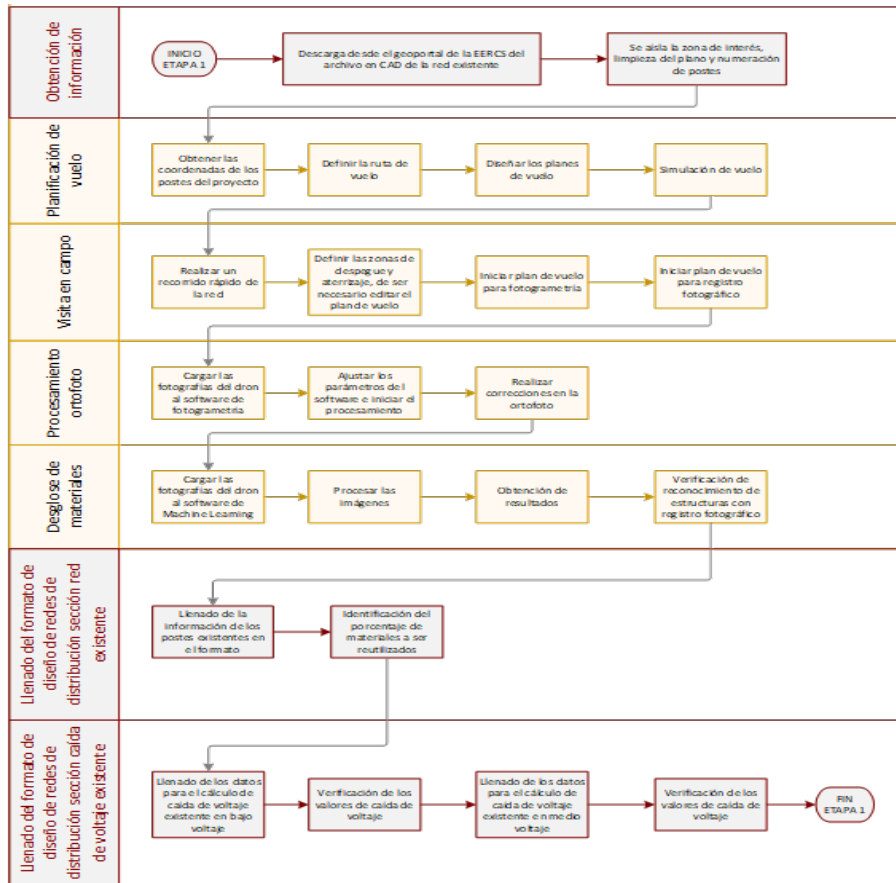 Obtención de
información
INICIO
ETAPA 1
Descarga desde el geoportal de la EERCS del
archivo en CAD de la red existente
Se aisla la zona de interés,
limpieza del plano y numeración
de postes
Planificación de
vuelo
Obtener las
coordenadas de los
postes del proyecto
Definir la ruta de
vuelo
Diseñar los planes
de vuelo
Simulación de vuelo
Visita en campo
Realizar un
recorrido rápido de
la red
Definir las zonas de
despegue y
aterrizaje, de ser
necesario editar el
plan de vuelo
Iniciar plan de vuelo
para fotogrametría
Iniciar plan de vuelo
para registro
fotográfico
Procesamiento
ortofoto
Cargar las
fotografías del dron
al software de
fotogrametría
Ajustar los
parámetros del
software e iniciar el
procesamiento
Realizar
correcciones en la
ortofoto
Desglose de
materiales
Cargar las
fotografías del dron
al software de
Machine Learning
Procesar las
imágenes
Obtención de
resultados
Verificación de
reconocimiento de
estructuras con
registro fotográfico
Llenado del formato de
diseño de redes de
distribución sección red
existente
Llenado de la
información de los
postes existentes en
el formato
Identificación del
porcentaje de
materiales a ser
reutilizados
Llenado del formato de
diseño de redes de
distribución sección caída
de voltaje existente
Llenado de los datos
para el cálculo de
caída de voltaje
existente en bajo
voltaje
Verificación de los
valores de caída de
voltaje
Llenado de los datos
para el cálculo de
caída de voltaje
existente en medio
voltaje
Verificación de los
valores de caída de
voltaje
FIN
ETAPA 1